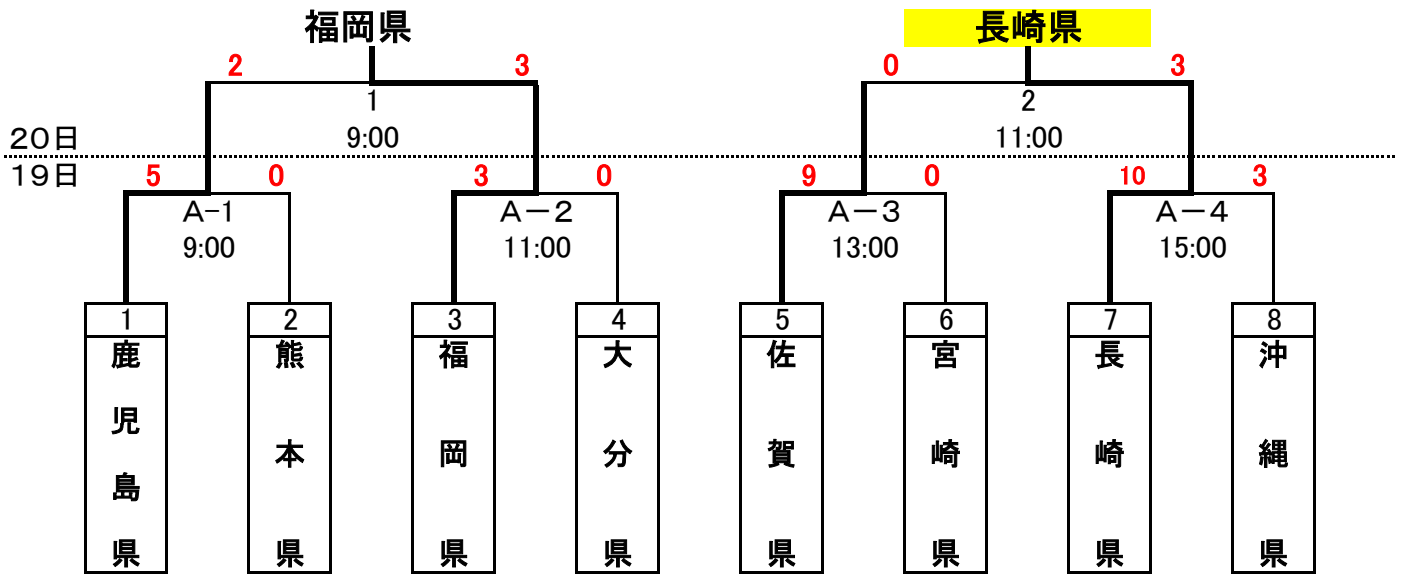 福岡県 長崎県
2 3 0 3
1 2
20日 9:00 11:00
19日 5 0 3 0 9 0 10 3
A-1 A－2 A－3 A－4
9:00 11:00 13:00 15:00
1 2 3 4 5 6 7 8
鹿児島県
熊本県
福岡県
大分県
佐賀県
宮崎県
長崎県
沖縄県